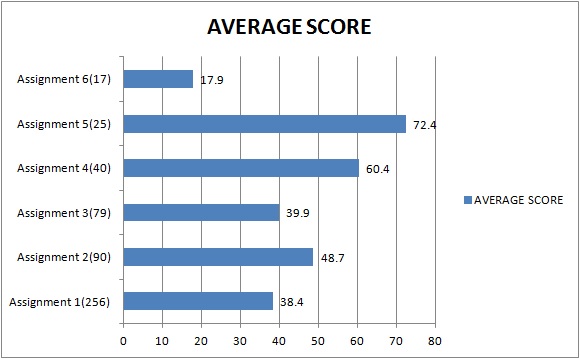 AVERAGE SCORE
Assignment 6(17) 17.9
Assignment 5(25) 72.4
Assignment 4(40) 60.4
Assignment 3(79) 39.9
Assignment 2(90) 48.7
Assignment 1(256) 38.4
0 10 20 30 40 50 60 70 80
AVERAGE SCORE